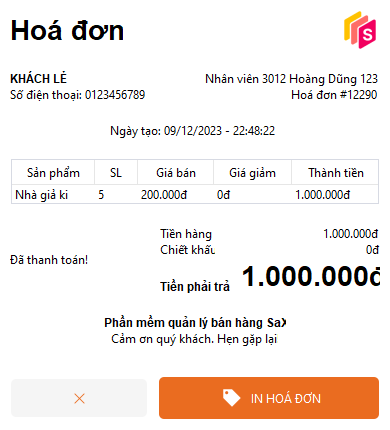 Hoá đơn
S
KHÁCH LẺ
Nhân viên 3012 Hoàng Dũng 123
Số điện thoại: 0123456789
Hoá đơn #12290
Ngày tạo: 09/12/2023 - 22:48:22
Sản phẩm SL Giá bán Giá giảm Thành tiền
Nhà giả ki 5 200.000đ 0đ 1.000.000đ
Tiền hàng 1.000.000đ
Chiết khấu 0đ
Đã thanh toán!
Tiền phải trả 1.000.000đ
Phần mềm quản lý bán hàng SaX
Cảm ơn quý khách. Hẹn gặp lại
IN HOÁ ĐƠN